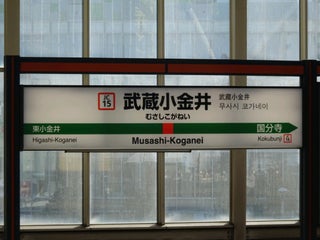 JC
15
武蔵小金井
むさしこがねい
武蔵小金井
무사시 코가네이
東小金井
Higashi-Koganei
Musashi-Koganei
国分寺
Kokubunji